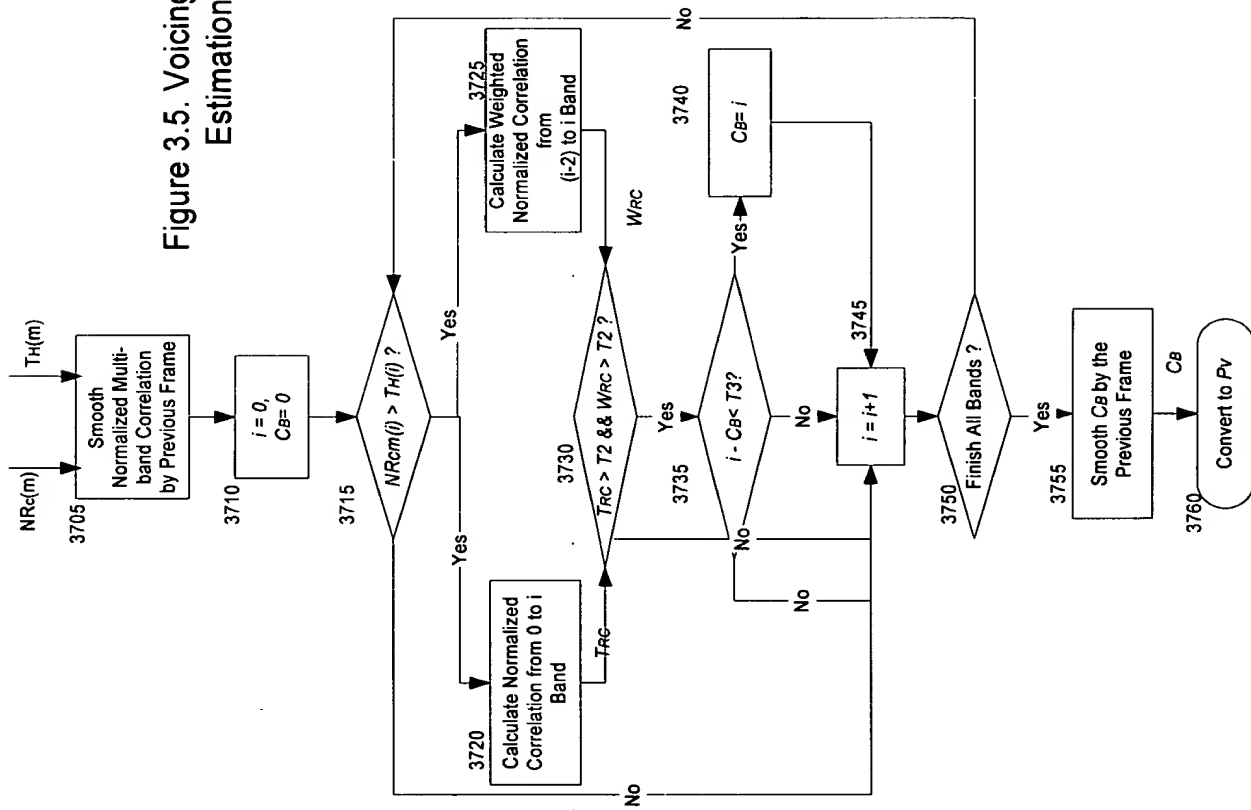 Figure 3.5. Voicing
Estimation
NRc(m)
TH(m)
3705
Smooth
Normalized Multi-
band Correlation
by Previous Frame
3710
i = 0,
CB= 0
3715
NRcm(i) > TH(i) ?
No
Yes
Yes
No
3720
Calculate Normalized
Correlation from 0 to i
Band
3725
Calculate Weighted
Normalized Correlation
from
(i-2) to i Band
TRC
WRC
3730
TRC > T2 && WRC > T2 ?
Yes
No
3735
i - CB< T3?
Yes
No
No
3740
CB= i
3745
i = i+1
3750
Finish All Bands ?
Yes
3755
Smooth CB by the
Previous Frame
CB
3760
Convert to Pv